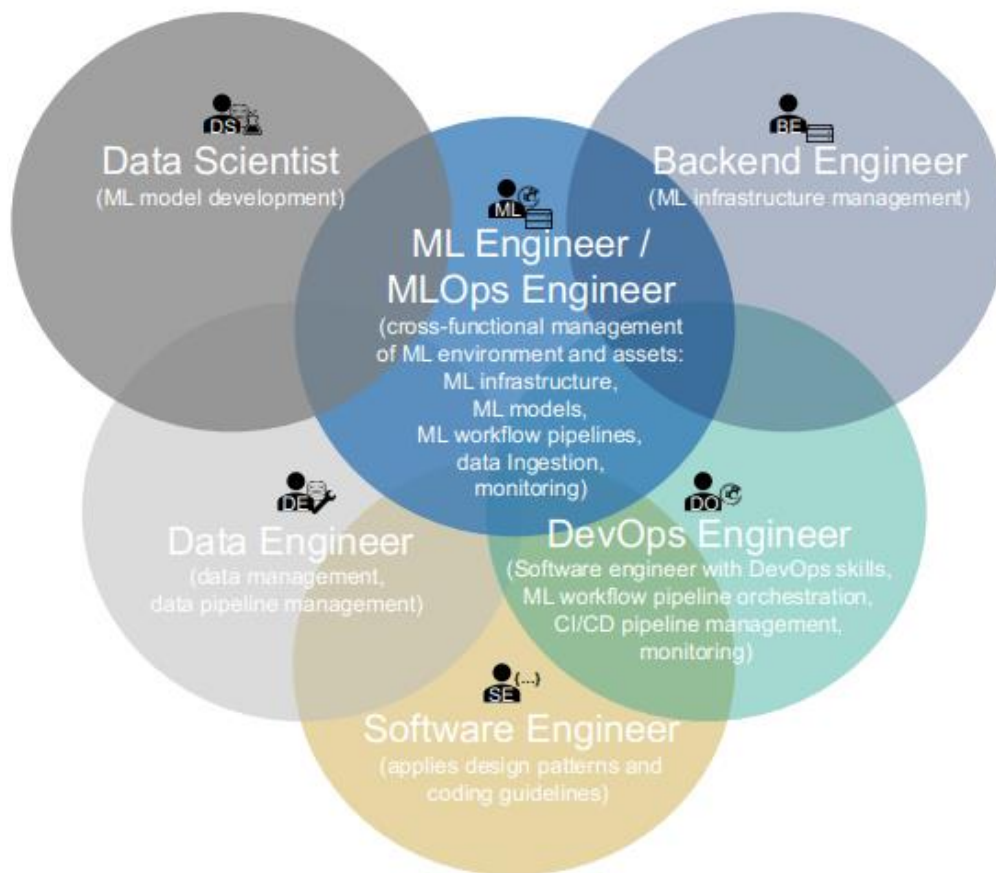 DS
Data Scientist
(ML model development)
BE
Backend Engineer
(ML infrastructure management)
ML
ML Engineer /
MLOps Engineer
(cross-functional management
of ML environment and assets:
ML infrastructure,
ML models,
ML workflow pipelines,
data Ingestion,
monitoring)
DE
Data Engineer
(data management,
data pipeline management)
DO
DevOps Engineer
(Software engineer with DevOps skills,
ML workflow pipeline orchestration,
CI/CD pipeline management,
monitoring)
SE {...}
Software Engineer
(applies design patterns and
coding guidelines)